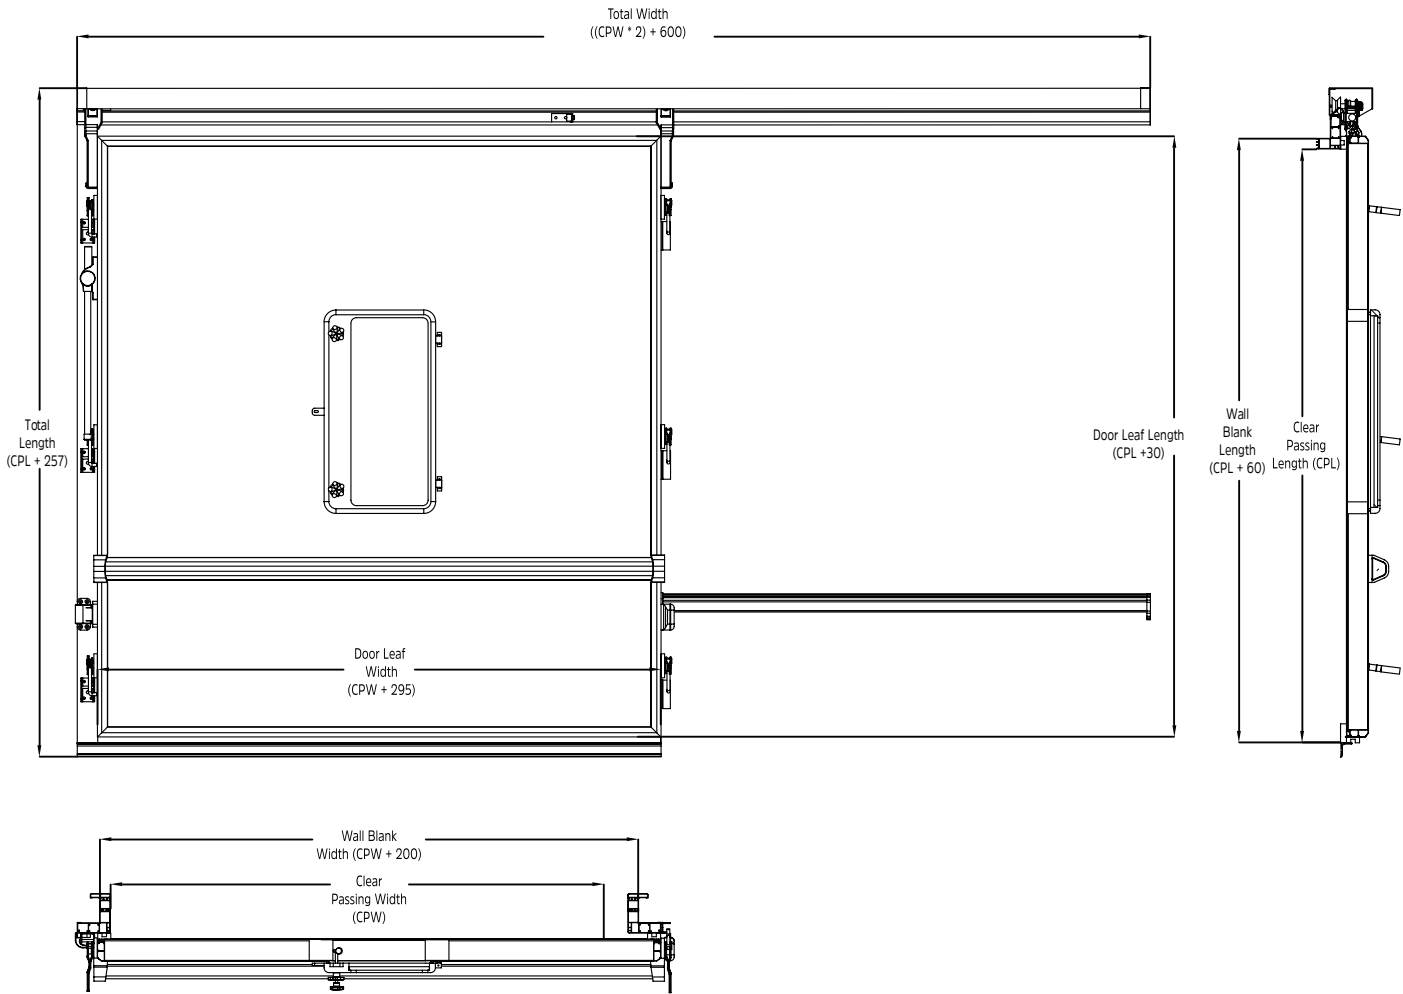 Total Width
((CPW * 2) + 600)
Total
Length
(CPL + 257)
Door Leaf Length
(CPL +30)
Wall
Blank
Length
(CPL + 60)
Clear
Passing
Length (CPL)
Door Leaf
Width
(CPW + 295)
Wall Blank
Width (CPW + 200)
Clear
Passing Width
(CPW)